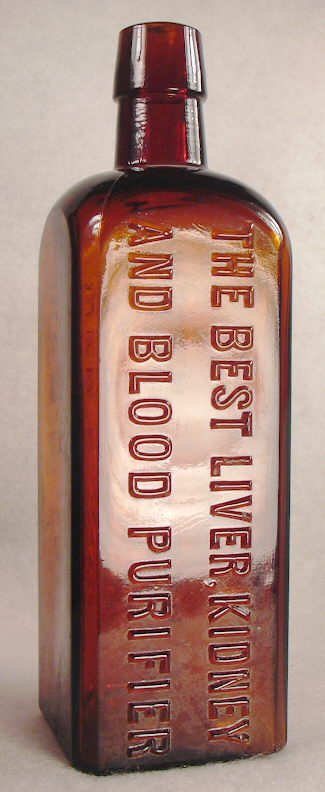 THE BEST LIVER, KIDNEY
AND BLOOD PURIFIER